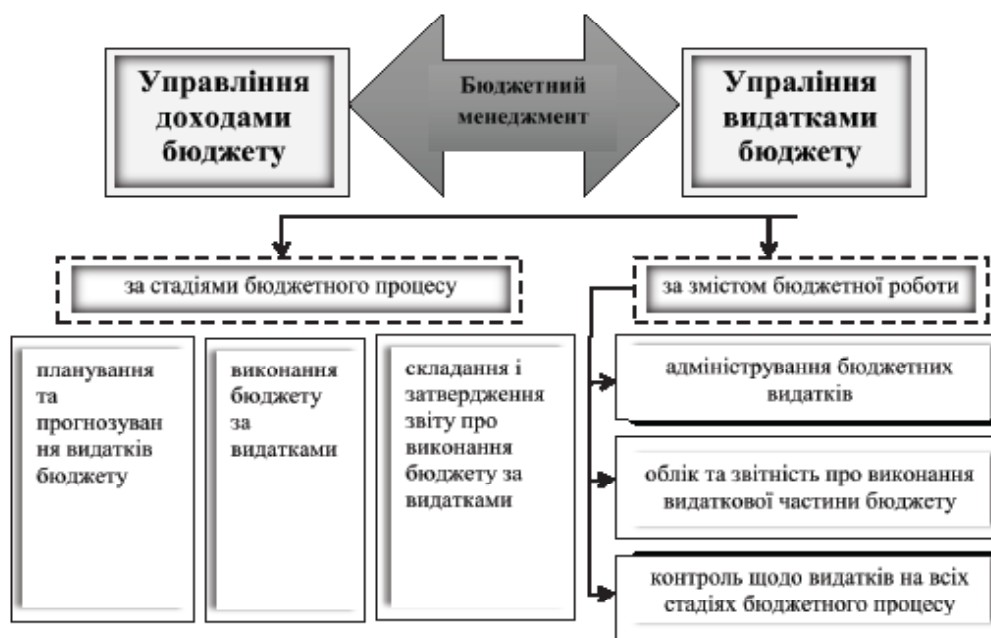 Управління
доходами
бюджету
Бюджетний
менеджмент
Упраління
видатками
бюджету
за стадіями бюджетного процесу
за змістом бюджетної роботи
планування
та
прогнозуван
ня видатків
бюджету
виконання
бюджету
за
видатками
складання і
затвердження
звіту про
виконання
бюджету за
видатками
адміністрування бюджетних
видатків
облік та звітність про виконання
видаткової частини бюджету
контроль щодо видатків на всіх
стадіях бюджетного процесу